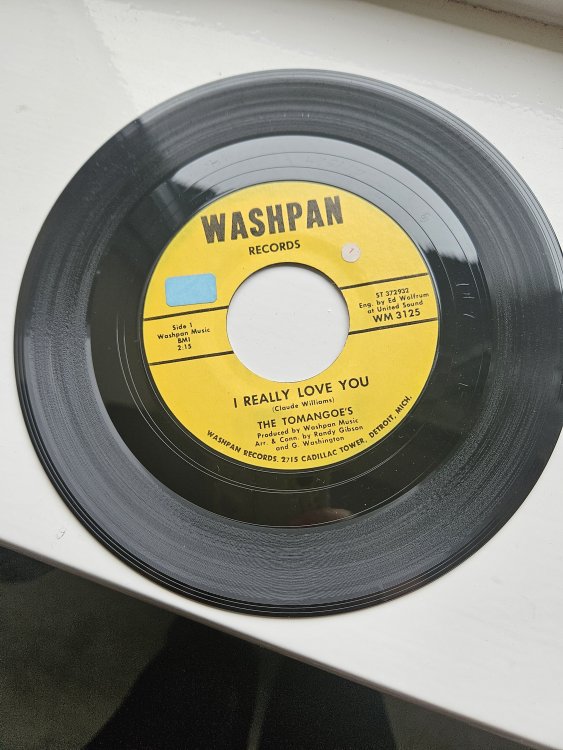 WASHPAN
RECORDS
Side 1
Washpan Music
BMI
2:15
ST 372932
Eng. by Ed Wolfrum
at United Sound
WM 3125
I REALLY LOVE YOU
(Claude Williams)
THE TOMANGOE'S
Produced by Washpan Music
Arr. & Conn. by Randy Gibson
and G. Washington
WASHPAN RECORDS. 2715 CADILLAC TOWER, DETROIT, MICH.